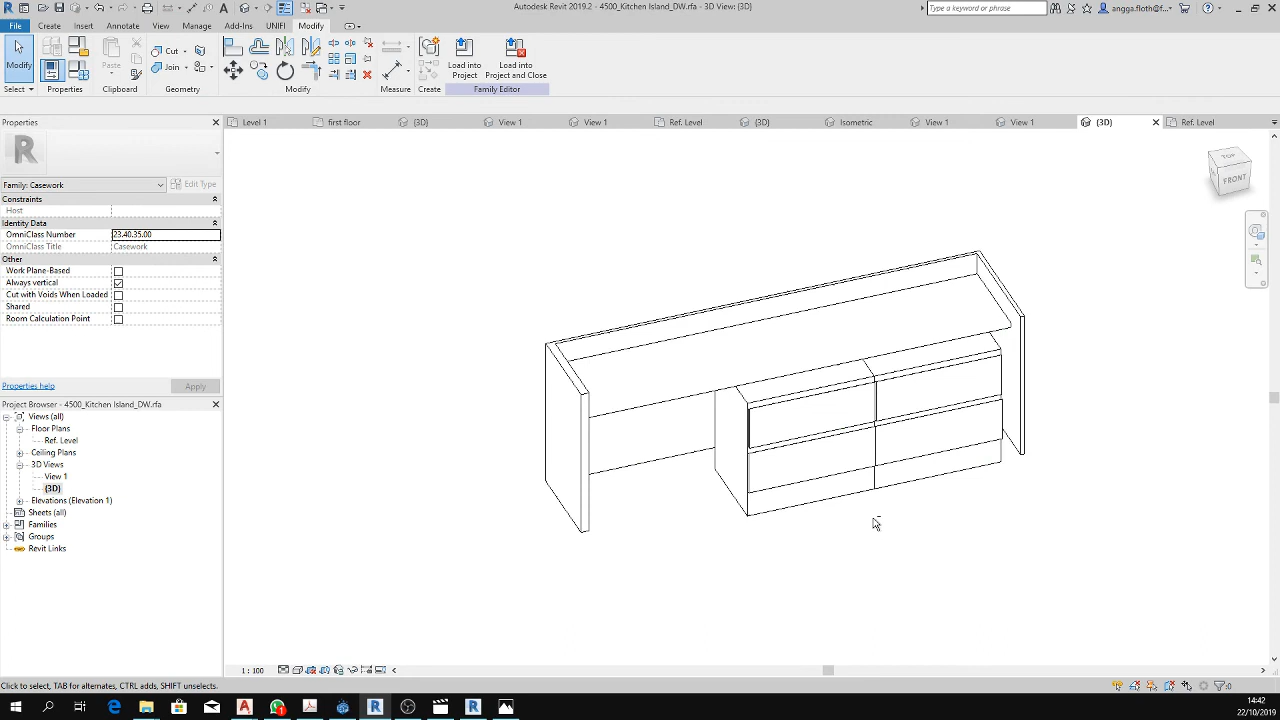 Autodesk Revit 2019.2 - 4500_Kitchen Island_DW.rfa - 3D View: {3D}
Type a keyword or phrase
angga.floth@f...
File Create Insert Annotate View Manage Add-Ins UNIFI Modify
Modify
Cut
Join
Load into Project
Load into Project and Close
Select Properties Clipboard Geometry Modify Measure Create Family Editor
Properties
Level 1 first floor {3D} View 1 View 1 Ref. Level {3D} Isometric View 1 View 1 {3D} Ref. Level
R
TOP
FRONT
Family: Casework Edit Type
Constraints
Host
Identity Data
OmniClass Number 23.40.35.00
OmniClass Title Casework
Other
Work Plane-Based
Always vertical
Cut with Voids When Loaded
Shared
Room Calculation Point
Properties help Apply
Project Browser - 4500_Kitchen Island_DW.rfa
Views (all)
Floor Plans
Ref. Level
Ceiling Plans
3D Views
View 1
{3D}
Elevations (Elevation 1)
Sheets (all)
Families
Groups
Revit Links
1 : 100
Click to select, TAB for alternates, CTRL adds, SHIFT unselects.
:0
14:42
22/10/2019